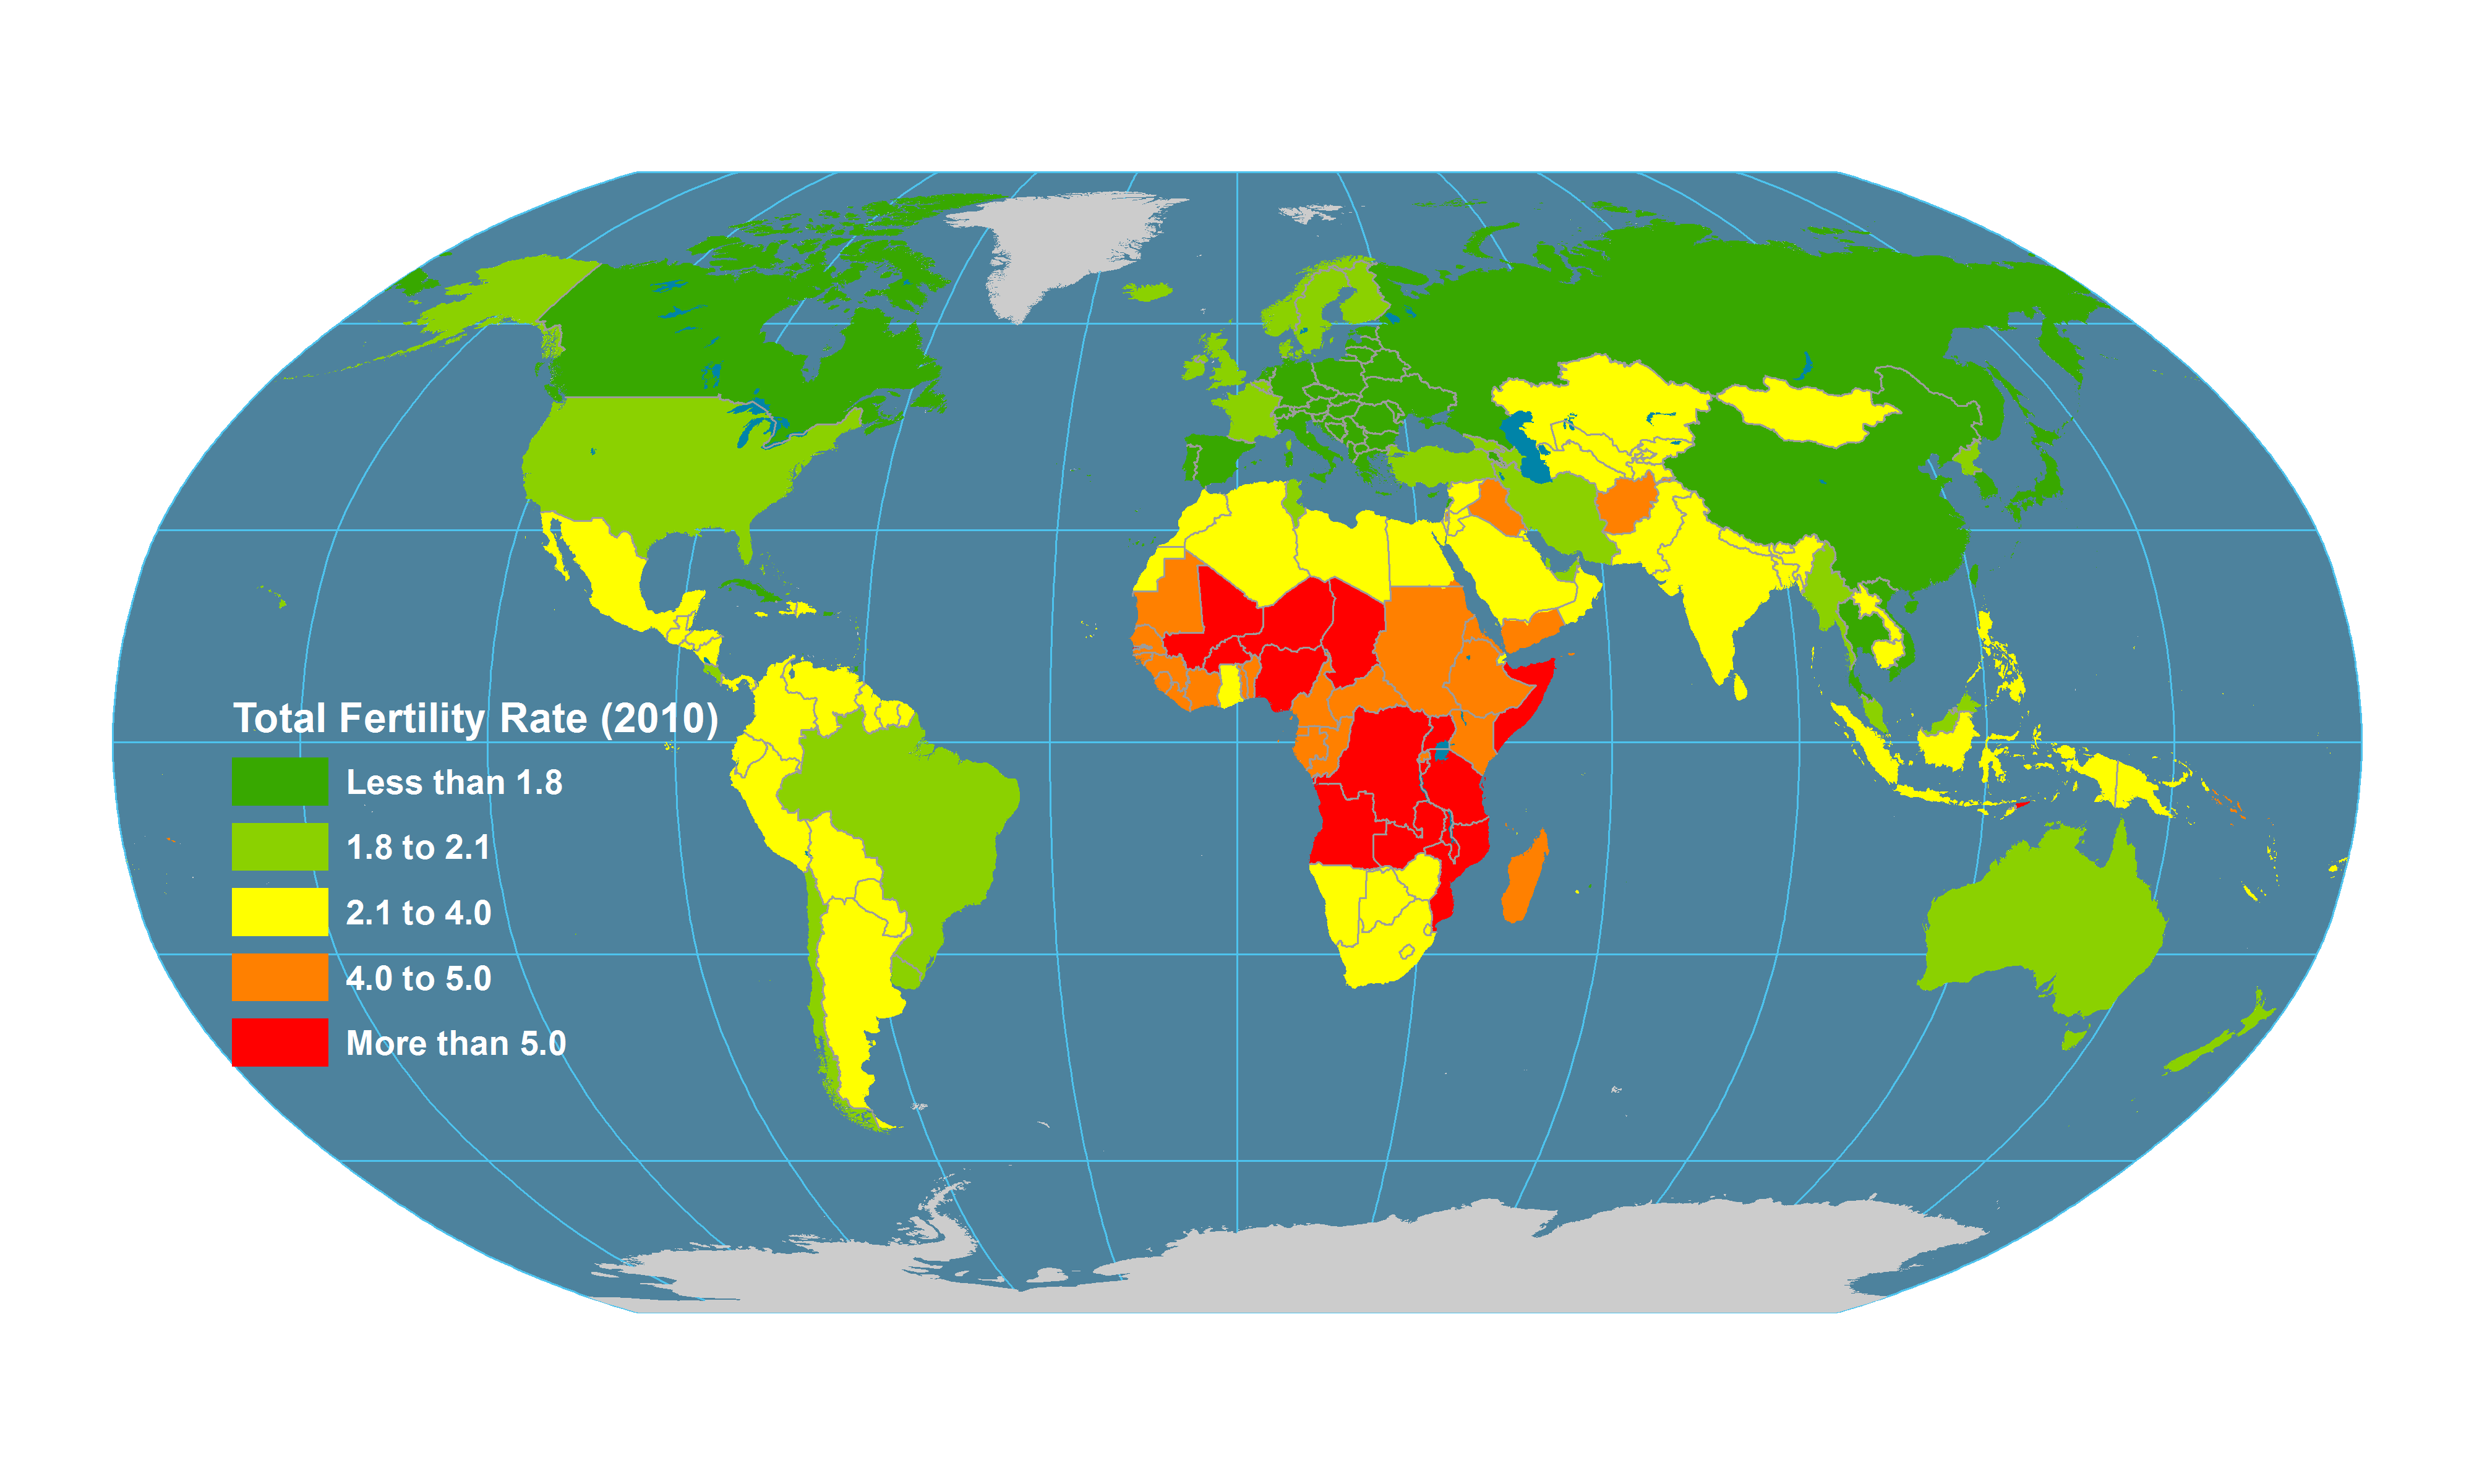 Total Fertility Rate (2010)
Less than 1.8
1.8 to 2.1
2.1 to 4.0
4.0 to 5.0
More than 5.0